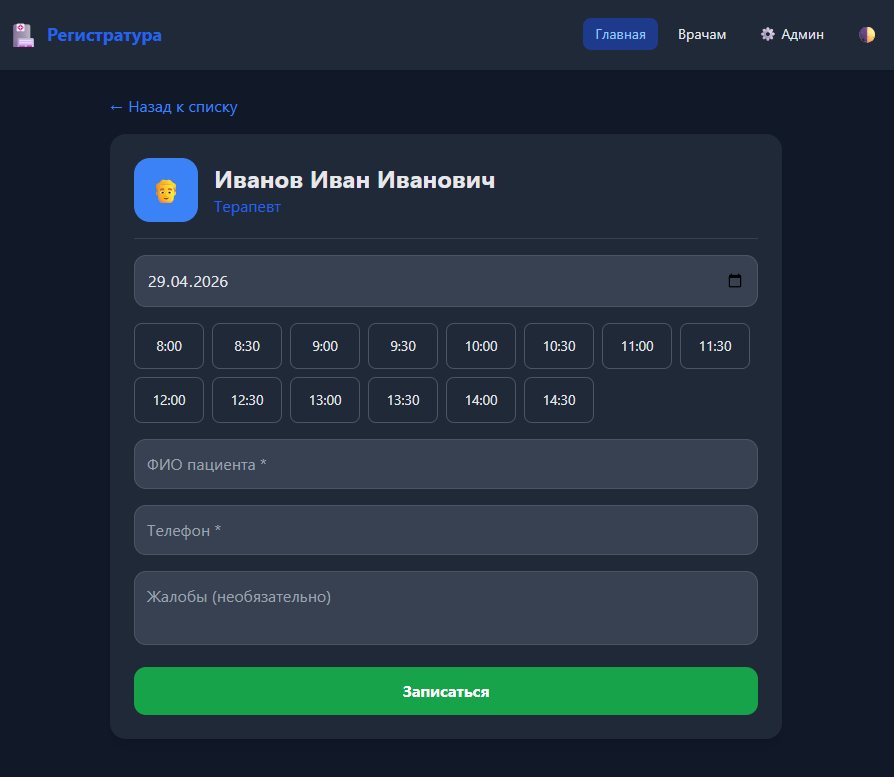 Регистратура
Главная
Врачам
Админ
← Назад к списку
Иванов Иван Иванович
Терапевт
29.04.2026
8:00 8:30 9:00 9:30 10:00 10:30 11:00 11:30
12:00 12:30 13:00 13:30 14:00 14:30
ФИО пациента *
Телефон *
Жалобы (необязательно)
Записаться